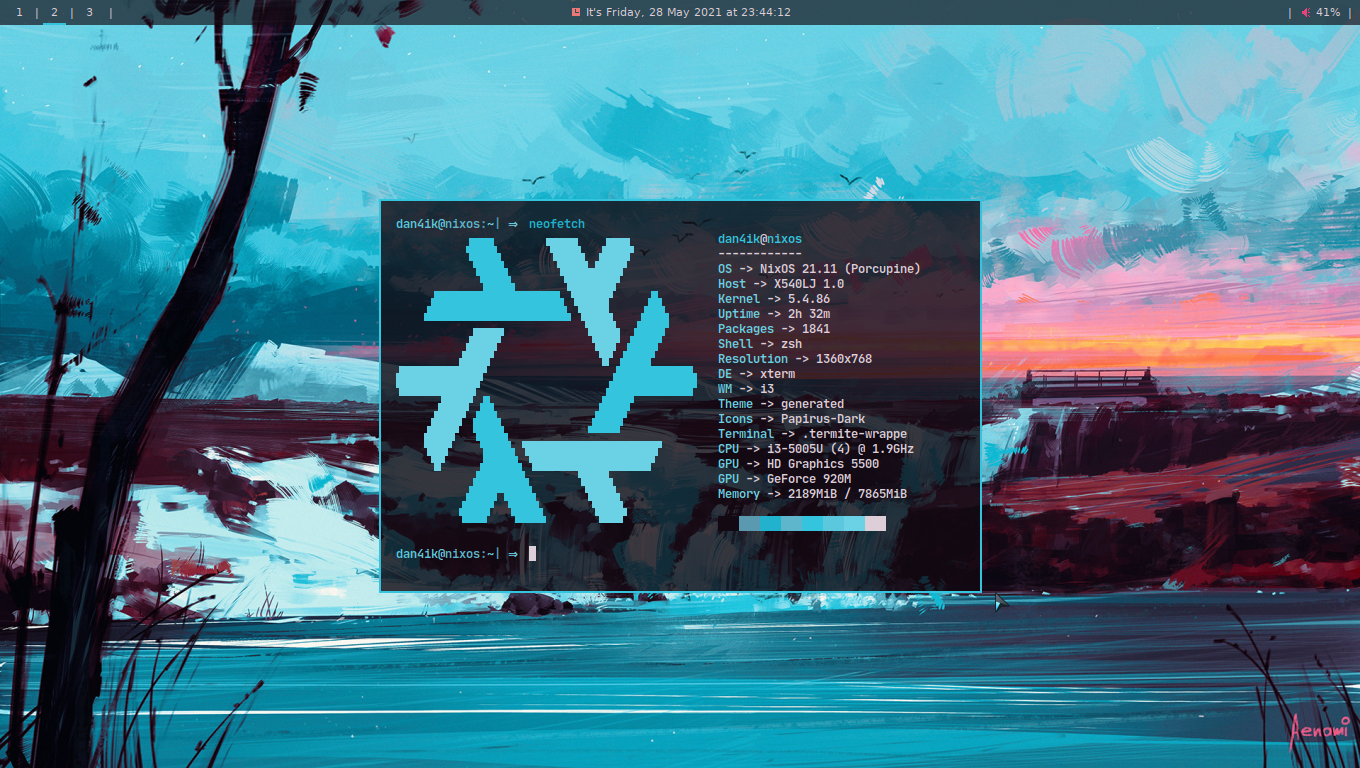 1 | 2 | 3 |
It's Friday, 28 May 2021 at 23:44:12
| 41% |
dan4ik@nixos:~| ⇒ neofetch
dan4ik@nixos
------------
OS -> NixOS 21.11 (Porcupine)
Host -> X540LJ 1.0
Kernel -> 5.4.86
Uptime -> 2h 32m
Packages -> 1841
Shell -> zsh
Resolution -> 1360x768
DE -> xterm
WM -> i3
Theme -> generated
Icons -> Papirus-Dark
Terminal -> .termite-wrappe
CPU -> i3-5005U (4) @ 1.9GHz
GPU -> HD Graphics 5500
GPU -> GeForce 920M
Memory -> 2189MiB / 7865MiB
dan4ik@nixos:~| ⇒
Aenami